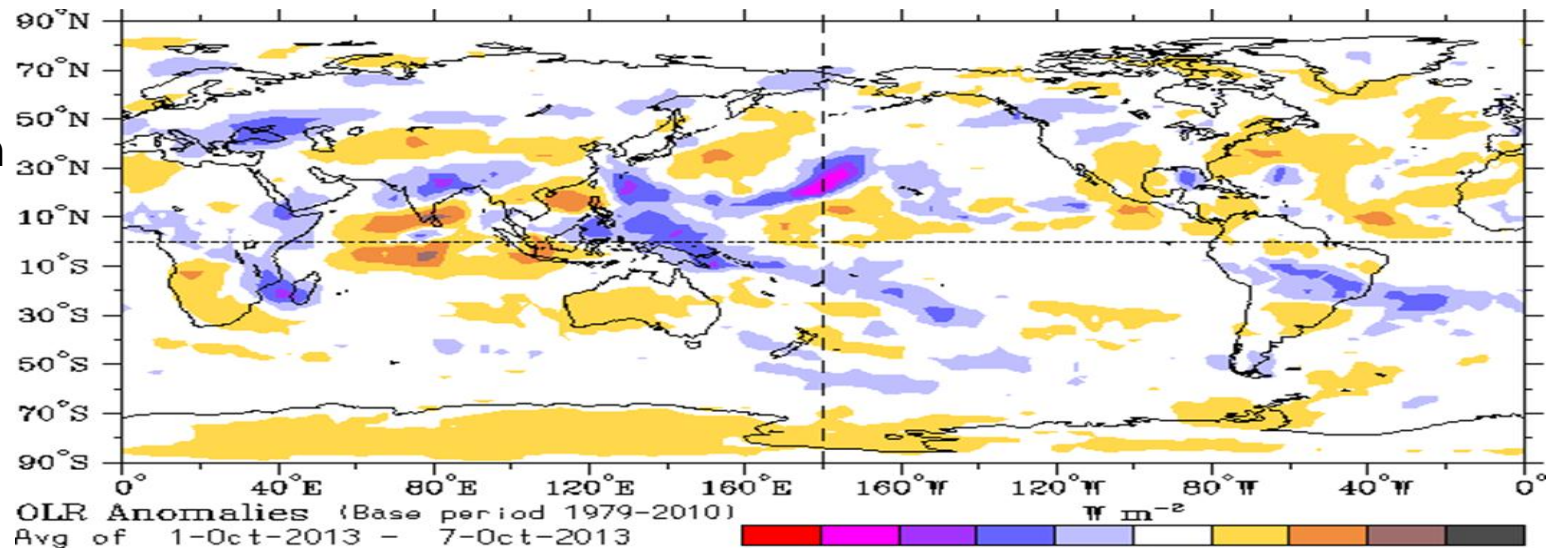 90°N
70°N
50°N
30°N
10°N
10°S
30°S
50°S
70°S
90°S
0° 40°E 80°E 120°E 160°E 160°W 120°W 80°W 40°W 0°
OLR Anomalies (Base period 1979-2010) W m⁻²
Avg of 1-Oct-2013 - 7-Oct-2013